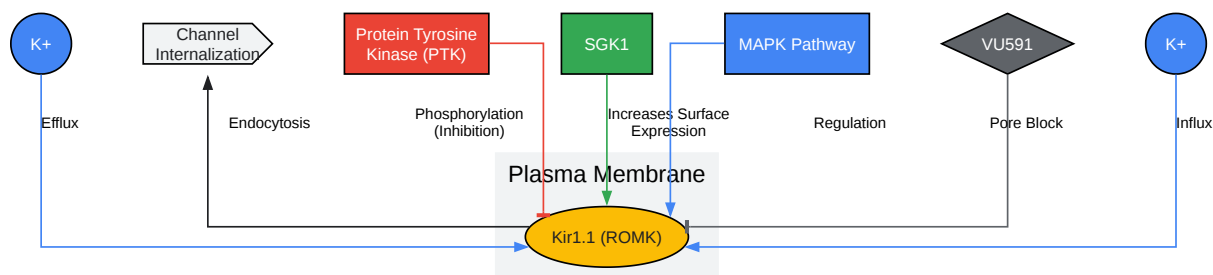 K+
Channel
Internalization
Protein Tyrosine
Kinase (PTK)
SGK1
MAPK Pathway
VU591
K+
Efflux
Endocytosis
Phosphorylation
(Inhibition)
Increases Surface
Expression
Regulation
Pore Block
Influx
Plasma Membrane
Kir1.1 (ROMK)